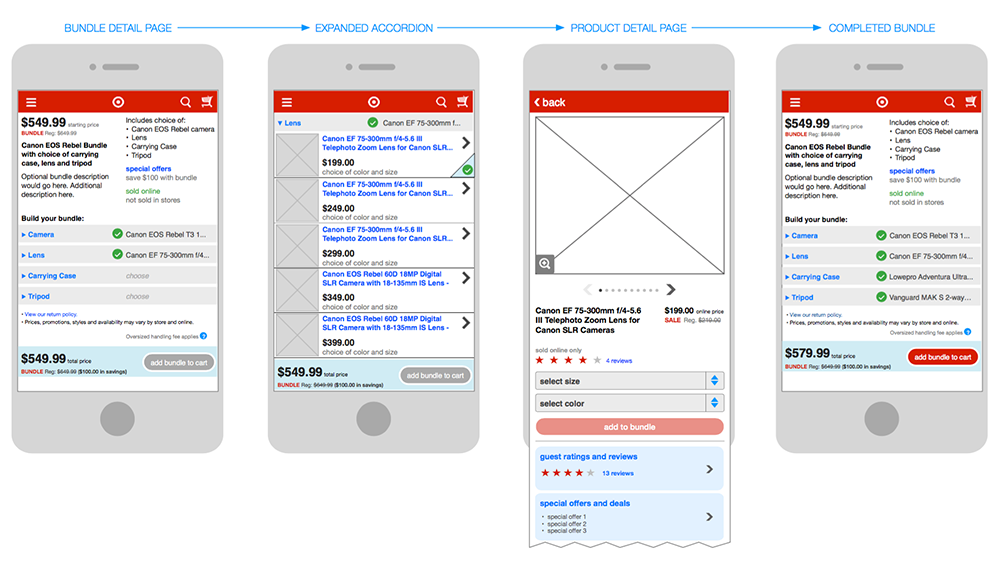 BUNDLE DETAIL PAGE
EXPANDED ACCORDION
PRODUCT DETAIL PAGE
COMPLETED BUNDLE
$549.99 starting price
BUNDLE Reg. $649.99
Canon EOS Rebel Bundle
with choice of carrying
case, lens and tripod
Optional bundle description
would go here. Additional
description here.
Includes choice of:
• Canon EOS Rebel camera
• Lens
• Carrying Case
• Tripod
special offers
save $100 with bundle
sold online
not sold in stores
Build your bundle:
Camera Canon EOS Rebel T3 1...
Lens Canon EF 75-300mm f/4...
Carrying Case choose
Tripod choose
• View our return policy.
• Prices, promotions, styles and availability may vary by store and online.
Oversized handling fee applies ?
$549.99 total price
BUNDLE Reg: $649.99 ($100.00 in savings)
add bundle to cart
Lens Canon EF 75-300mm f...
Canon EF 75-300mm f/4-5.6 III
Telephoto Zoom Lens for Canon SLR...
$199.00
choice of color and size
Canon EF 75-300mm f/4-5.6 III
Telephoto Zoom Lens for Canon SLR...
$249.00
choice of color and size
Canon EF 75-300mm f/4-5.6 III
Telephoto Zoom Lens for Canon SLR...
$299.00
choice of color and size
Canon EOS Rebel 60D 18MP Digital
SLR Camera with 18-135mm IS Lens -
$349.00
choice of color and size
Canon EOS Rebel 60D 18MP Digital
SLR Camera with 18-135mm IS Lens -
$399.00
choice of color and size
$549.99 total price
BUNDLE Reg: $649.99 ($100.00 in savings)
add bundle to cart
back
Canon EF 75-300mm f/4-5.6
III Telephoto Zoom Lens for
Canon SLR Cameras
$199.00 online price
SALE Reg. $249.00
sold online only
4 reviews
select size
select color
add to bundle
guest ratings and reviews
13 reviews
special offers and deals
• special offer 1
• special offer 2
• special offer 3
$549.99 starting price
BUNDLE Reg. $649.99
Canon EOS Rebel Bundle
with choice of carrying
case, lens and tripod
Optional bundle description
would go here. Additional
description here.
Includes choice of:
• Canon EOS Rebel camera
• Lens
• Carrying Case
• Tripod
special offers
save $100 with bundle
sold online
not sold in stores
Build your bundle:
Camera Canon EOS Rebel T3 1...
Lens Canon EF 75-300mm f/4...
Carrying Case Lowepro Adventura Ultra...
Tripod Vanguard MAK S 2-way...
• View our return policy.
• Prices, promotions, styles and availability may vary by store and online.
Oversized handling fee applies ?
$579.99 total price
BUNDLE Reg: $649.99 ($100.00 in savings)
add bundle to cart